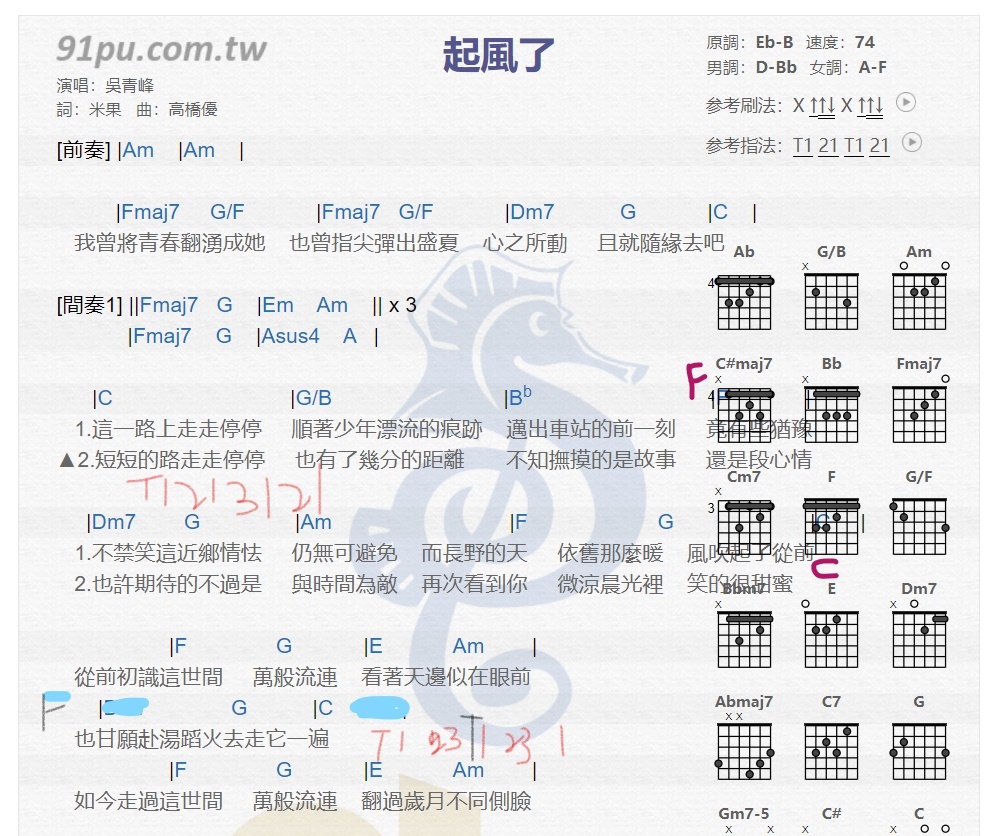 91pu.com.tw
起風了
原調：Eb-B 速度：74
男調：D-Bb 女調：A-F
演唱：吳青峰
詞：米果 曲：高橋優
参考刷法：X ↑↑↓ X ↑↑↓
参考指法：T1 21 T1 21
[前奏] |Am |Am |
|Fmaj7 G/F |Fmaj7 G/F |Dm7 G |C |
我曾將青春翻湧成她 也曾指尖彈出盛夏 心之所動 且就隨緣去吧
[間奏1] ||Fmaj7 G |Em Am || x 3
|Fmaj7 G |Asus4 A |
F
|C |G/B |Bb |F |
1.這一路上走走停停 順著少年漂流的痕跡 邁出車站的前一刻 竟有些猶豫
▲2.短短的路走走停停 也有了幾分的距離 不知撫摸的是故事 還是段心情
T12131 21
|Dm7 G |Am |F G |C |
1.不禁笑這近鄉情怯 仍無可避免 而長野的天 依舊那麼暖 風吹起了從前
2.也許期待的不過是 與時間為敵 再次看到你 微涼晨光裡 笑的很甜蜜
C
|F G |E Am |
從前初識這世間 萬般流連 看著天邊似在眼前
F
|D G |C
也甘願赴湯蹈火去走它一遍
T1 23 T1 23 1
|F G |E Am |
如今走過這世間 萬般流連 翻過歲月不同側臉
Ab G/B Am
x
4
C#maj7 Bb Fmaj7
x x
4
Cm7 F G/F
x
3
Bbm7 E Dm7
x x
Abmaj7 C7 G
x x
Gm7-5 C# C
x x x x